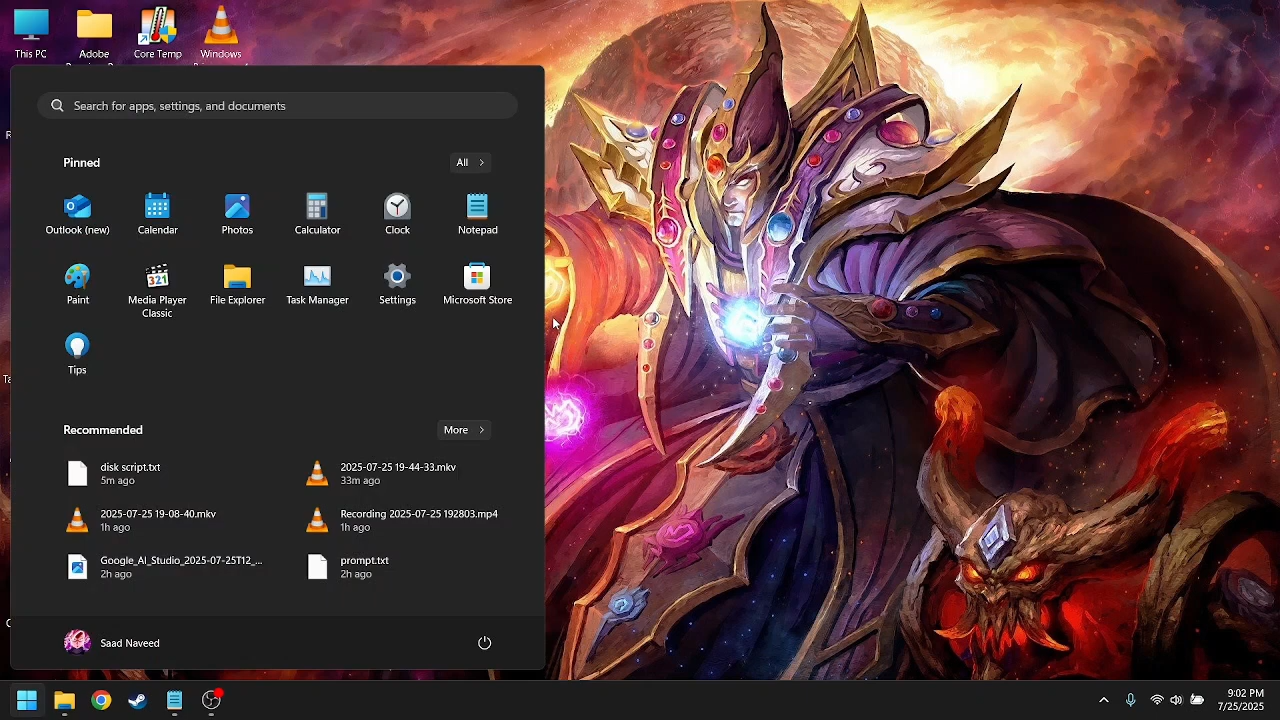 This PC
Adobe
Core Temp
Windows
Search for apps, settings, and documents
Pinned
All
Outlook (new)
Calendar
Photos
Calculator
Clock
Notepad
Paint
Media Player
Classic
File Explorer
Task Manager
Settings
Microsoft Store
Tips
Recommended
More
disk script.txt
5m ago
2025-07-25 19-44-33.mkv
33m ago
2025-07-25 19-08-40.mkv
1h ago
Recording 2025-07-25 192803.mp4
1h ago
Google_AI_Studio_2025-07-25T12_...
2h ago
prompt.txt
2h ago
Saad Naveed
9:02 PM
7/25/2025